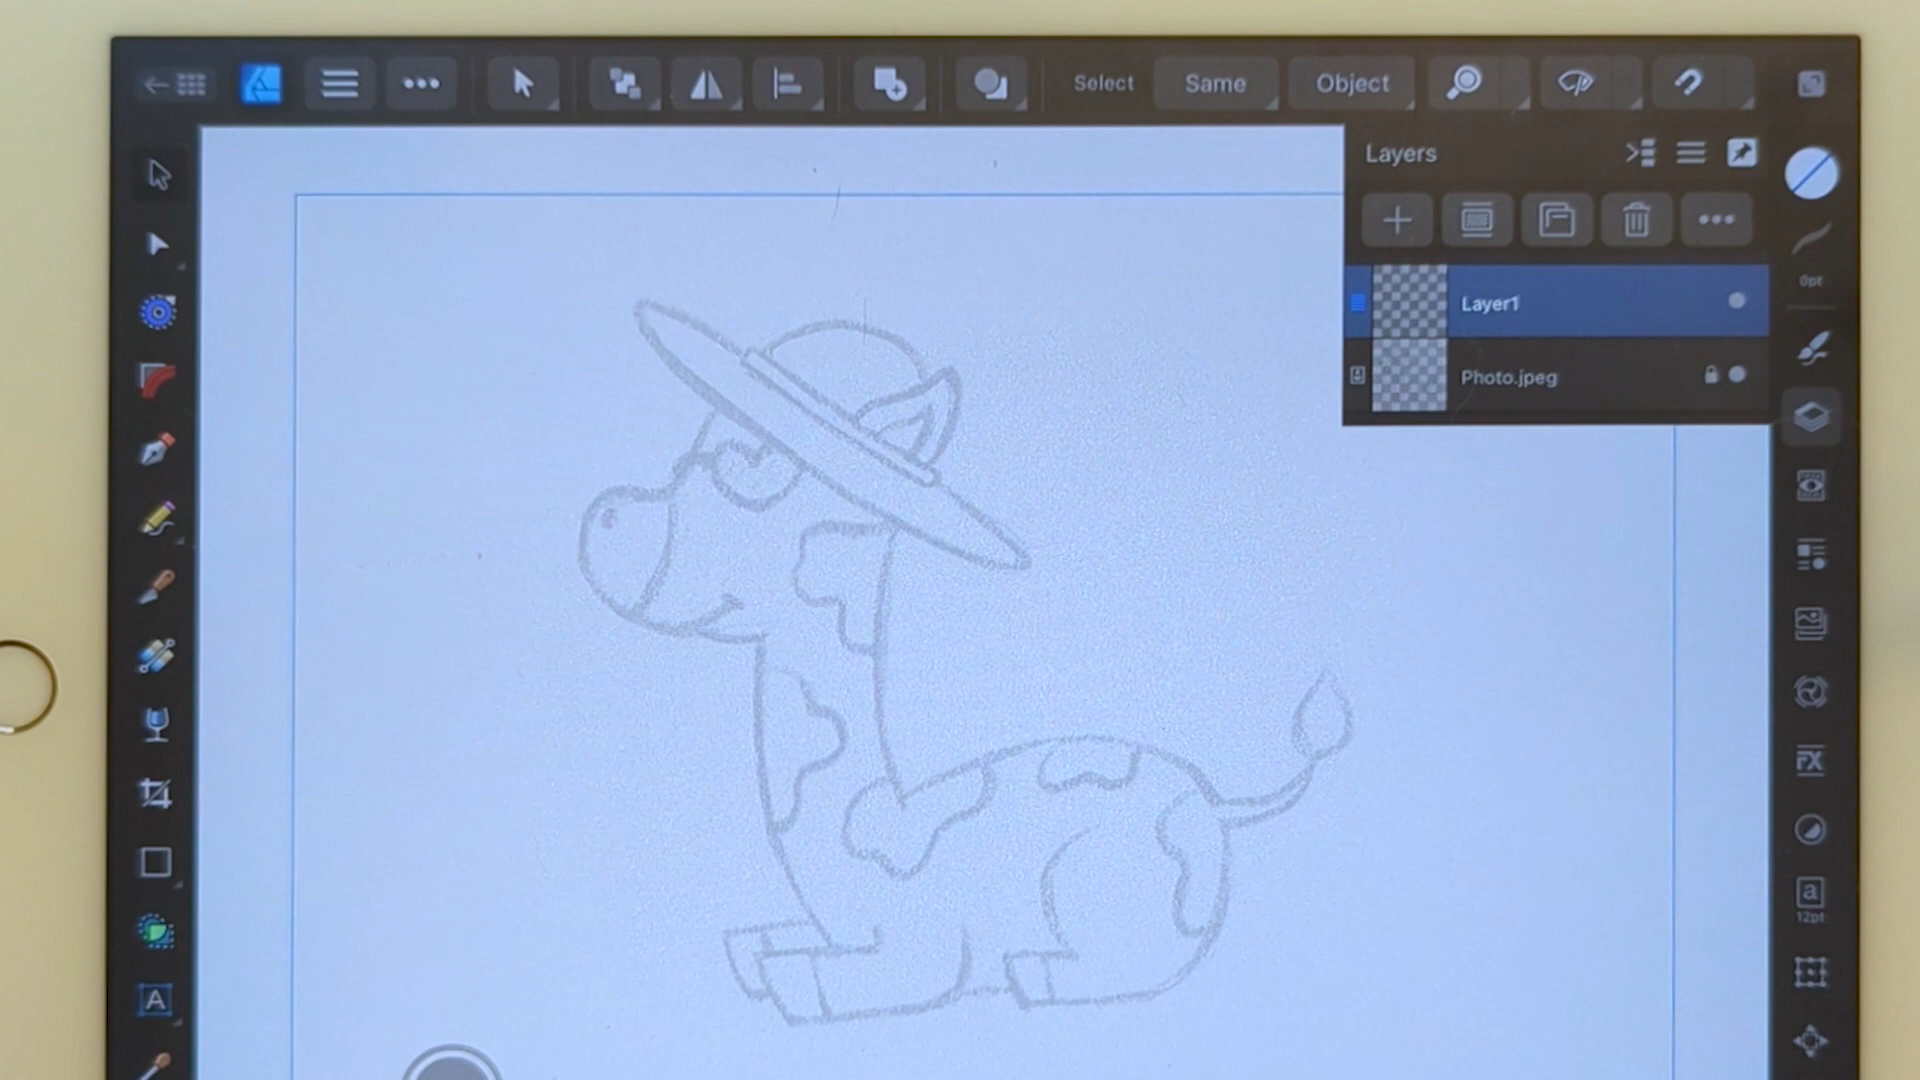 Select Same Object
Layers
0pt
Layer1
Photo.jpeg
FX
a
12pt
A